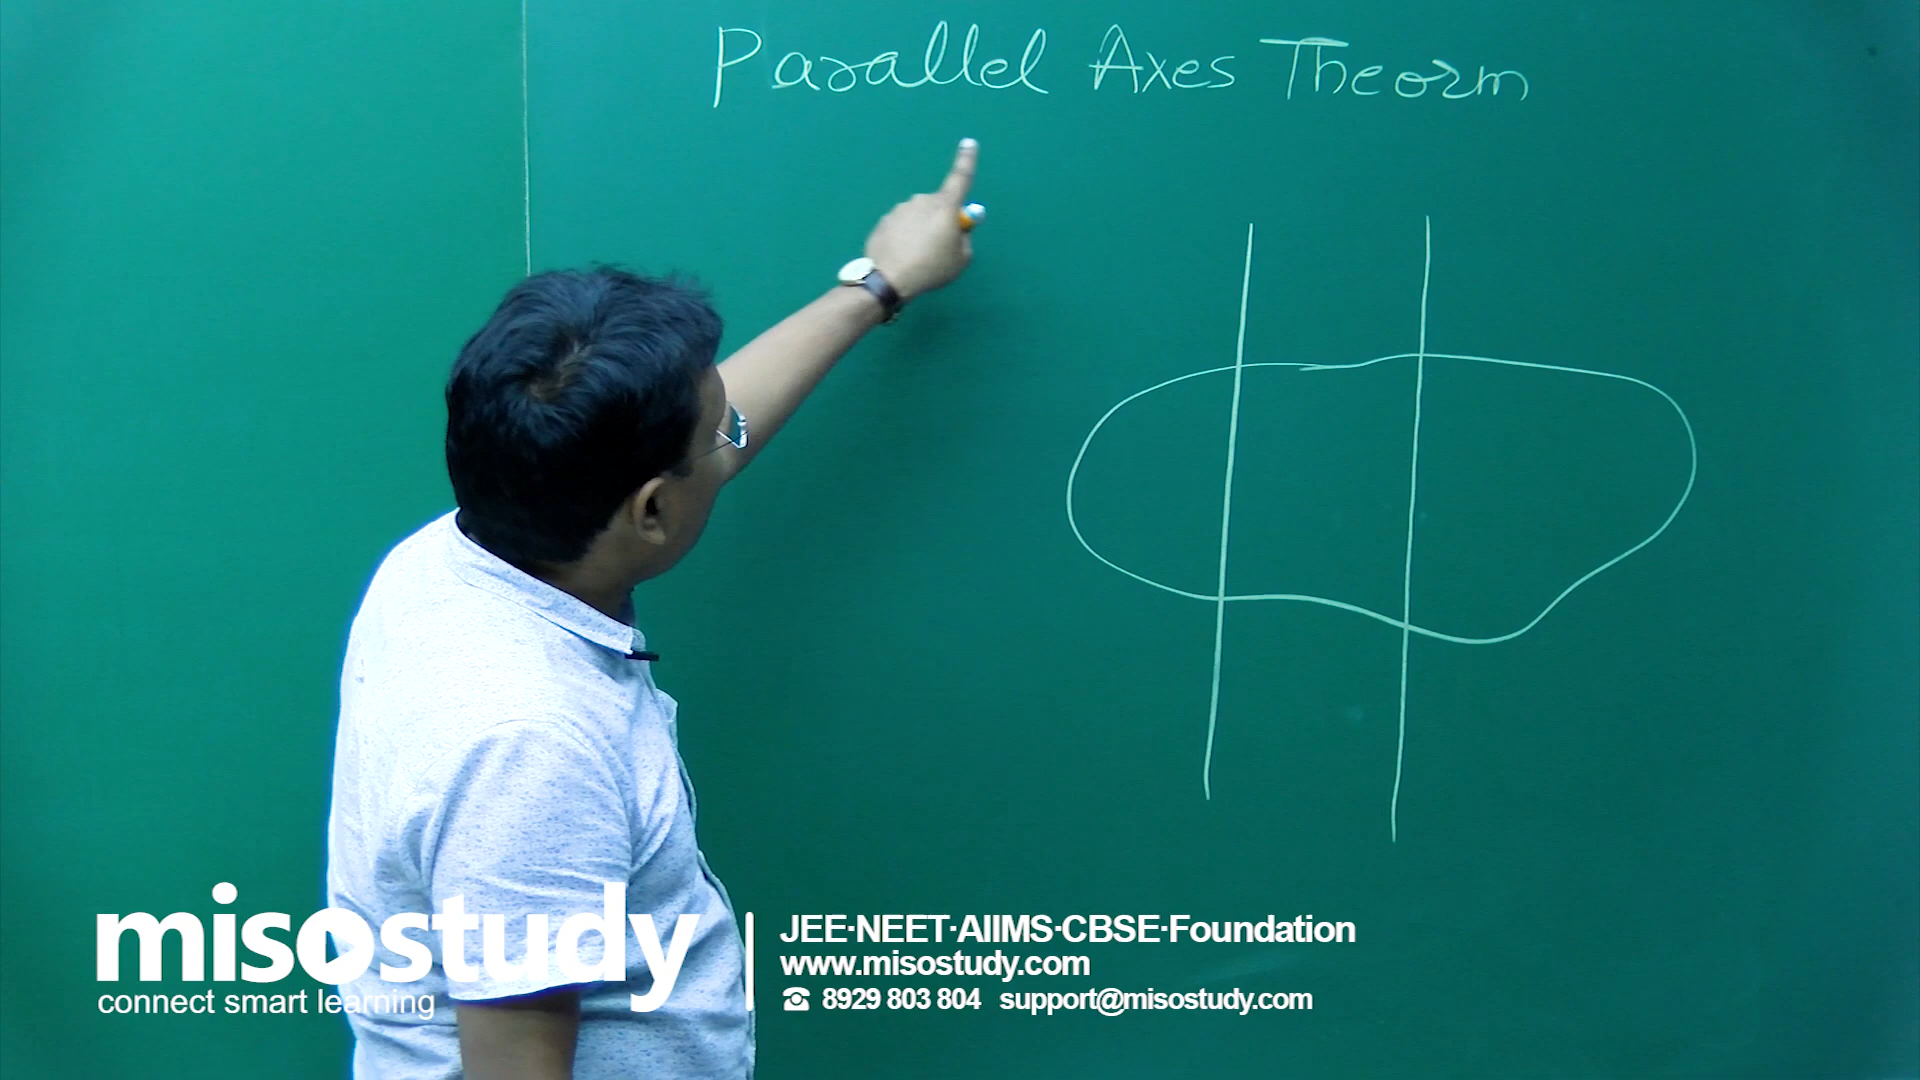 Parallel Axes Theorm
misostudy
connect smart learning
JEE·NEET·AIIMS·CBSE·Foundation
www.misostudy.com
☎ 8929 803 804 support@misostudy.com